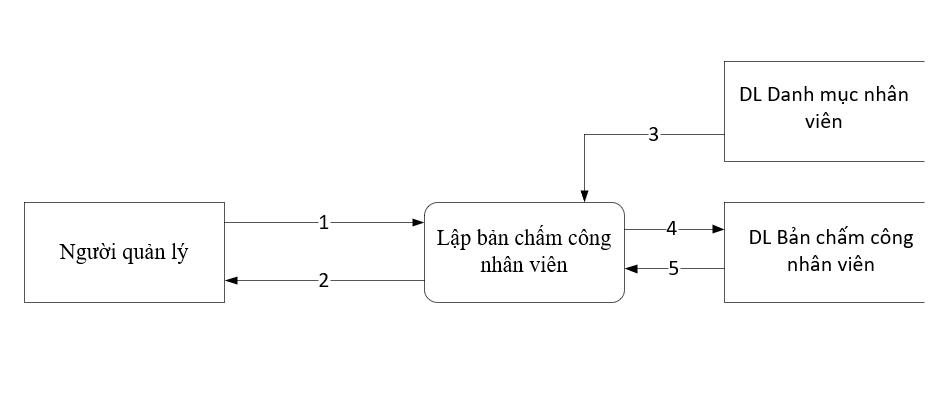 DL Danh mục nhân
viên
3
1
Người quản lý
2
Lập bản chấm công
nhân viên
4
5
DL Bản chấm công
nhân viên